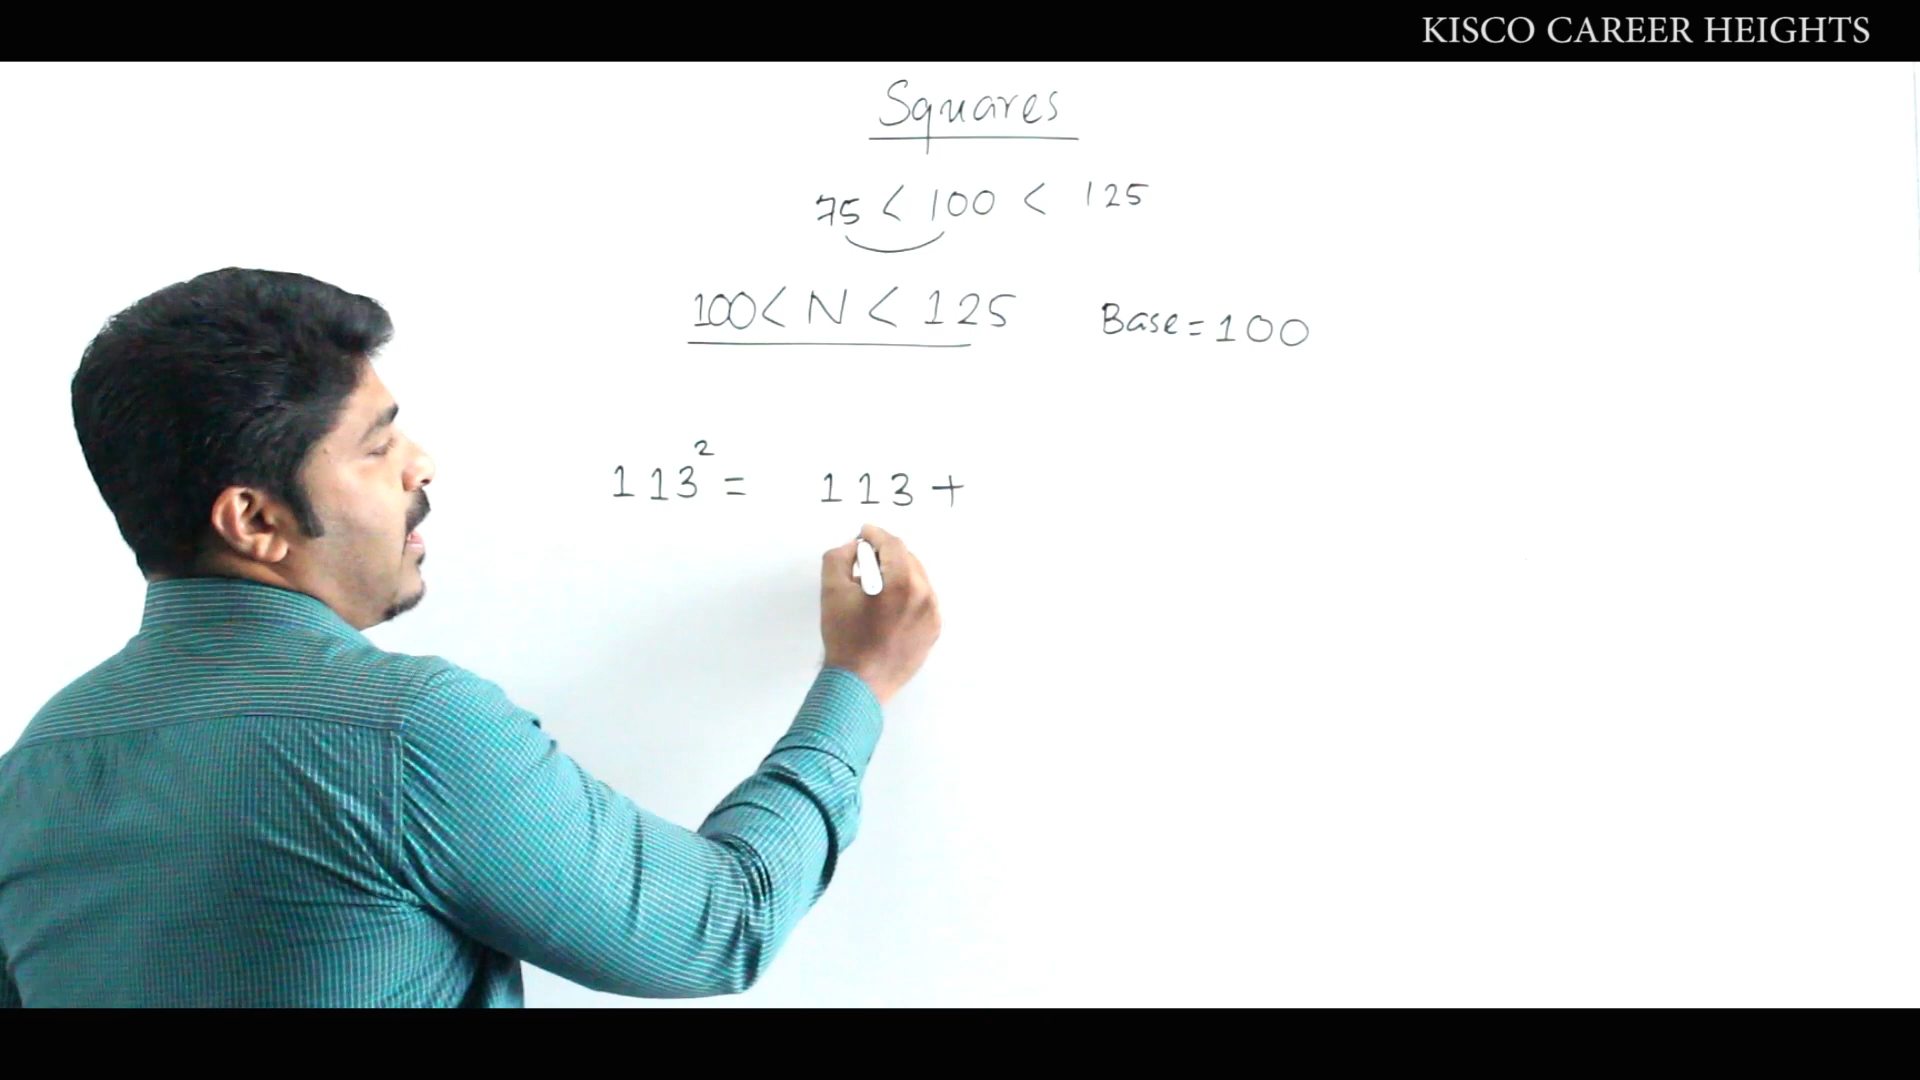 KISCO CAREER HEIGHTS
Squares
75 < 100 < 125
100 < N < 125 Base = 100
113² = 113 +